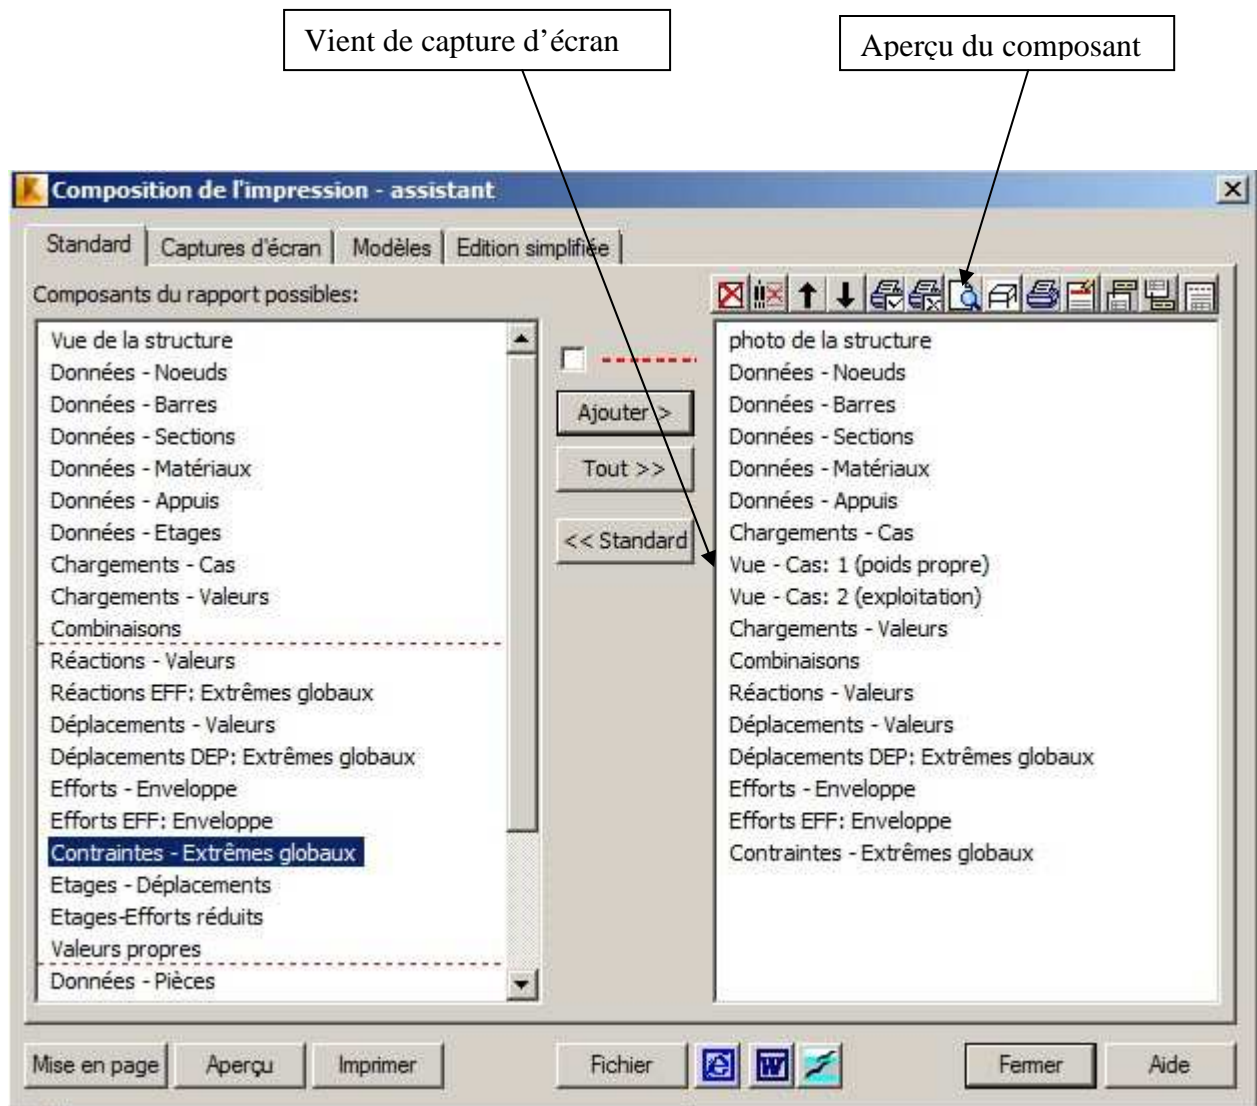 Vient de capture d’écran
Aperçu du composant
Composition de l'impression - assistant
Standard
Captures d'écran
Modèles
Edition simplifiée
Composants du rapport possibles:
Vue de la structure
Données - Noeuds
Données - Barres
Données - Sections
Données - Matériaux
Données - Appuis
Données - Etages
Chargements - Cas
Chargements - Valeurs
Combinaisons
Réactions - Valeurs
Réactions EFF: Extrêmes globaux
Déplacements - Valeurs
Déplacements DEP: Extrêmes globaux
Efforts - Enveloppe
Efforts EFF: Enveloppe
Contraintes - Extrêmes globaux
Etages - Déplacements
Etages-Efforts réduits
Valeurs propres
Données - Pièces
Ajouter >
Tout >>
<< Standard
photo de la structure
Données - Noeuds
Données - Barres
Données - Sections
Données - Matériaux
Données - Appuis
Chargements - Cas
Vue - Cas: 1 (poids propre)
Vue - Cas: 2 (exploitation)
Chargements - Valeurs
Combinaisons
Réactions - Valeurs
Déplacements - Valeurs
Déplacements DEP: Extrêmes globaux
Efforts - Enveloppe
Efforts EFF: Enveloppe
Contraintes - Extrêmes globaux
Mise en page
Aperçu
Imprimer
Fichier
Fermer
Aide